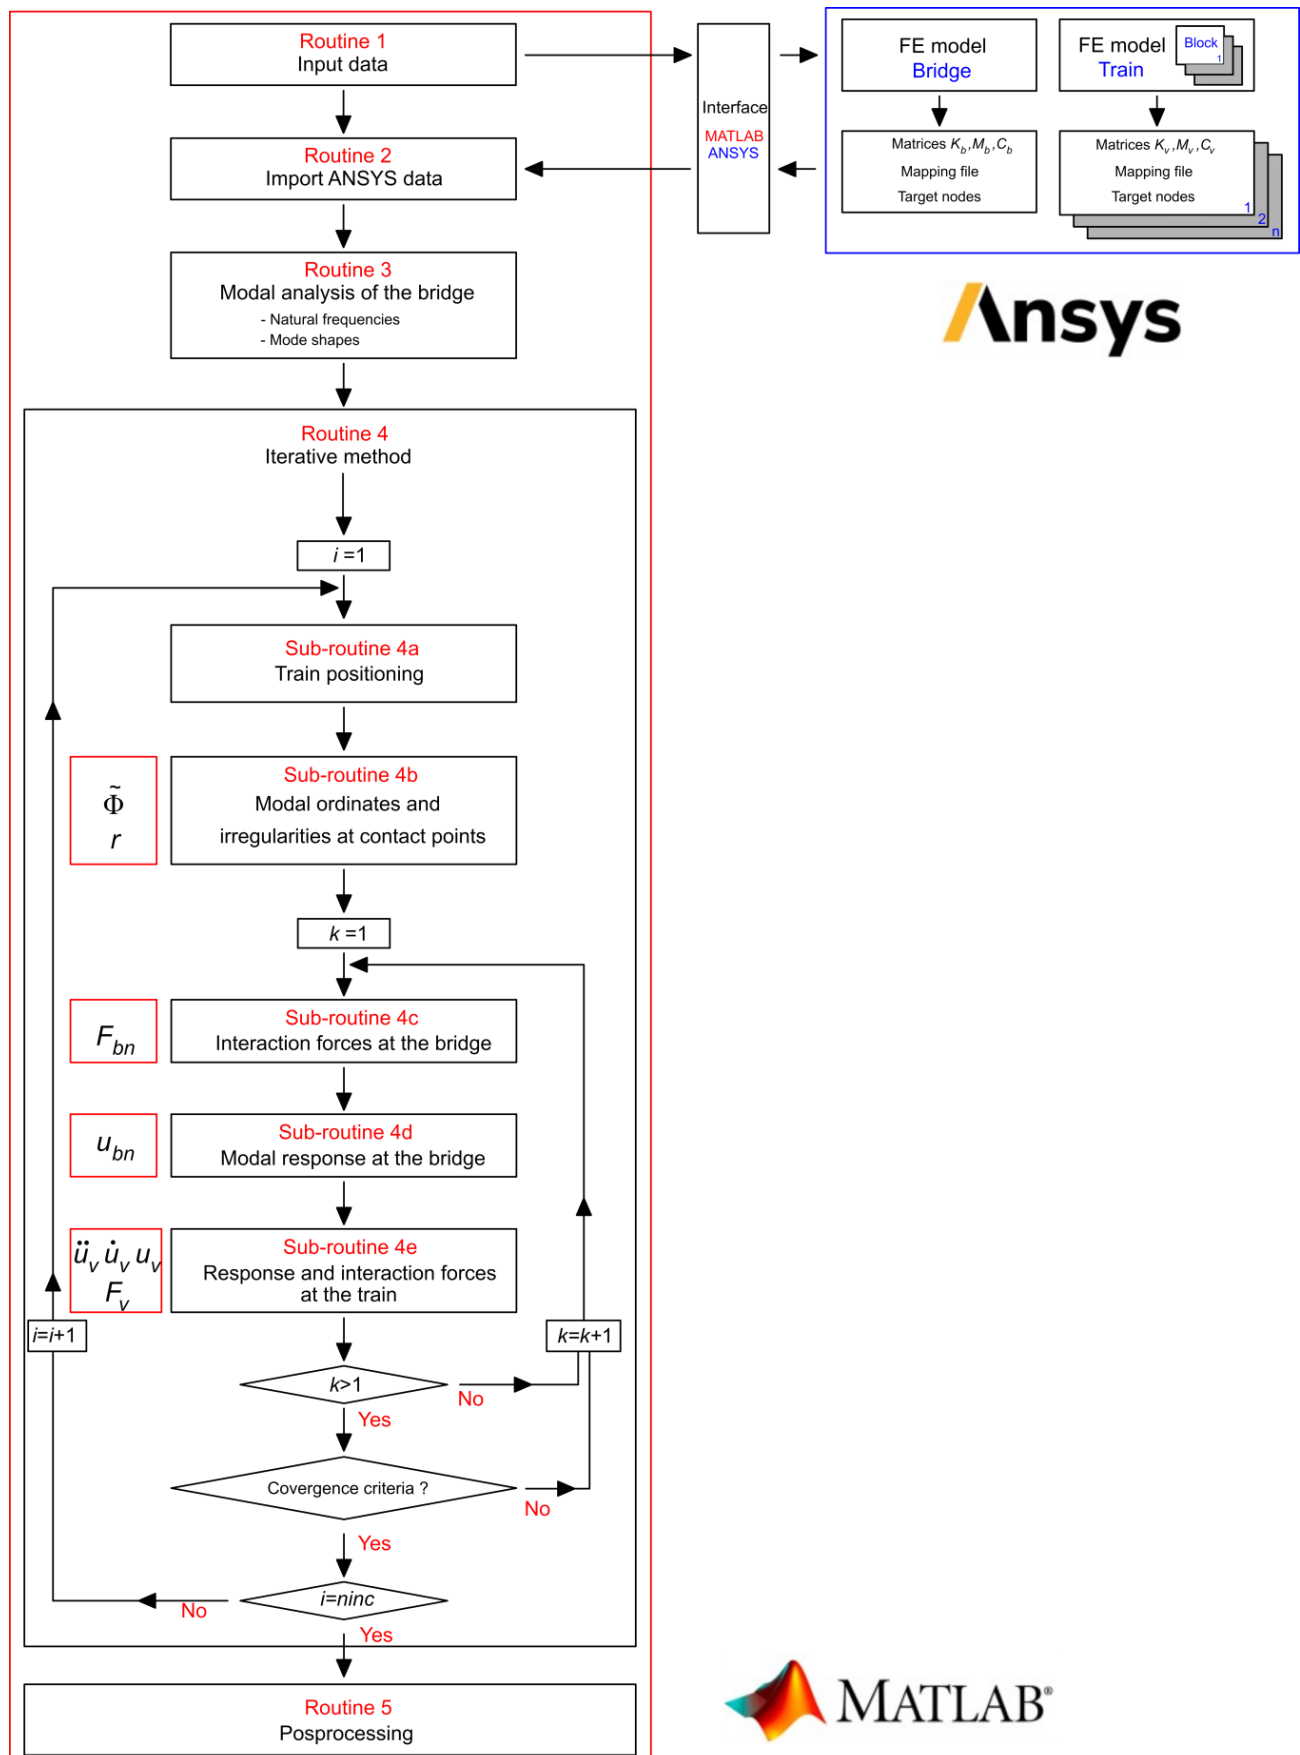 Routine 1
Input data
Routine 2
Import ANSYS data
Routine 3
Modal analysis of the bridge
- Natural frequencies
- Mode shapes
Interface
MATLAB
ANSYS
FE model
Bridge
FE model
Train
Block
1
Matrices K_b, M_b, C_b
Mapping file
Target nodes
Matrices K_v, M_v, C_v
Mapping file
Target nodes
1
2
n
Ansys
Routine 4
Iterative method
i =1
Sub-routine 4a
Train positioning
Φ̃
r
Sub-routine 4b
Modal ordinates and
irregularities at contact points
k =1
F_bn
Sub-routine 4c
Interaction forces at the bridge
u_bn
Sub-routine 4d
Modal response at the bridge
ü_v u̇_v u_v
F_v
Sub-routine 4e
Response and interaction forces
at the train
i=i+1
k=k+1
k>1
No
Yes
Covergence criteria ?
No
Yes
i=ninc
No
Yes
Routine 5
Posprocessing
MATLAB®